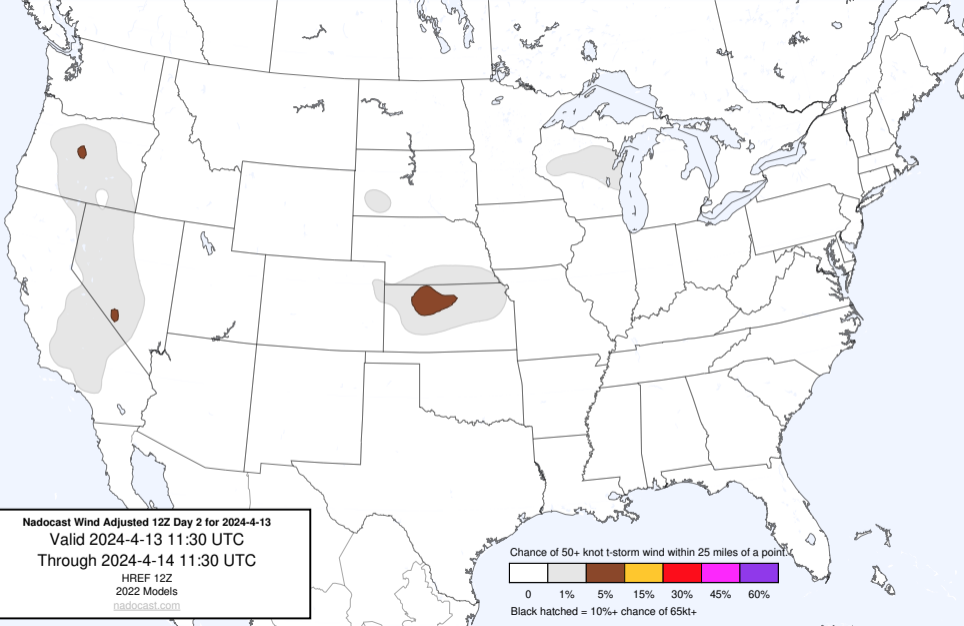 Nadocast Wind Adjusted 12Z Day 2 for 2024-4-13
Valid 2024-4-13 11:30 UTC
Through 2024-4-14 11:30 UTC
HREF 12Z
2022 Models
nadocast.com
Chance of 50+ knot t-storm wind within 25 miles of a point.
0 1% 5% 15% 30% 45% 60%
Black hatched = 10%+ chance of 65kt+